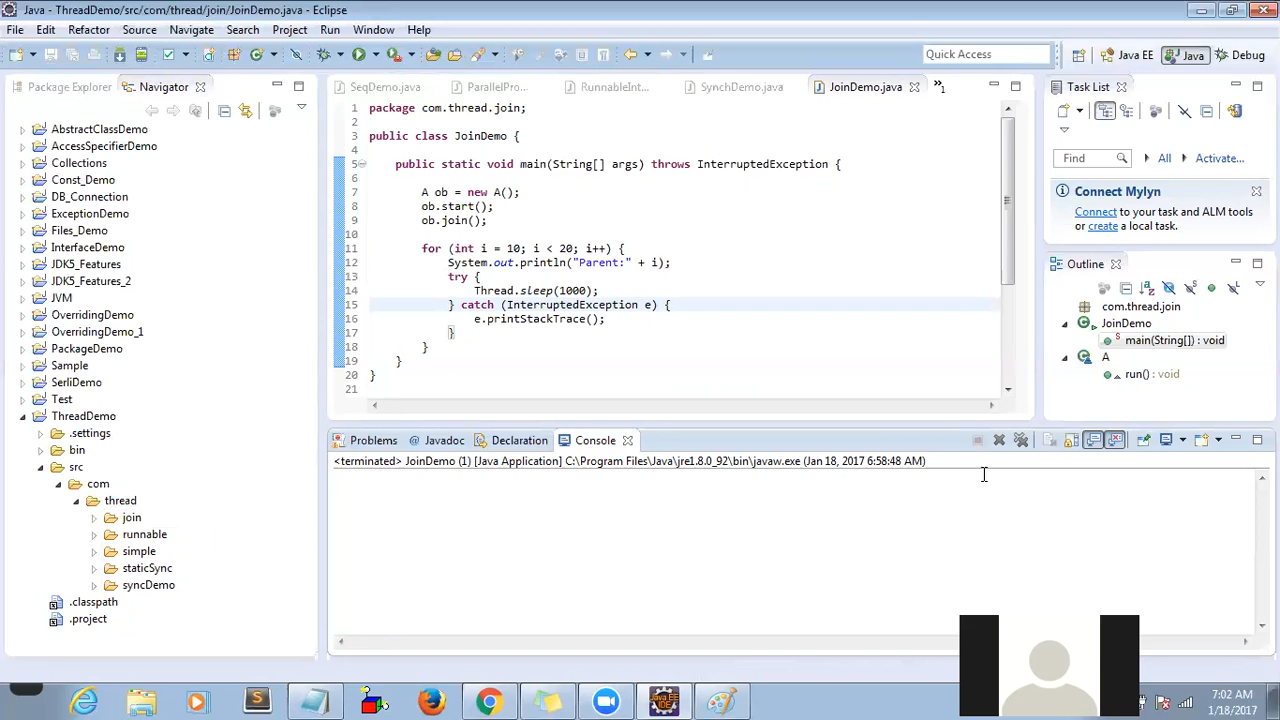 Java - ThreadDemo/src/com/thread/join/JoinDemo.java - Eclipse
File Edit Refactor Source Navigate Search Project Run Window Help
Quick Access
Java EE
Java
Debug
Package Explorer
Navigator
AbstractClassDemo
AccessSpecifierDemo
Collections
Const_Demo
DB_Connection
ExceptionDemo
Files_Demo
InterfaceDemo
JDK5_Features
JDK5_Features_2
JVM
OverridingDemo
OverridingDemo_1
PackageDemo
Sample
SerliDemo
Test
ThreadDemo
.settings
bin
src
com
thread
join
runnable
simple
staticSync
syncDemo
.classpath
.project
SeqDemo.java
ParallelPro...
RunnableInt...
SynchDemo.java
JoinDemo.java
»1
1 package com.thread.join;
2
3 public class JoinDemo {
4
5 public static void main(String[] args) throws InterruptedException {
6
7 A ob = new A();
8 ob.start();
9 ob.join();
10
11 for (int i = 10; i < 20; i++) {
12 System.out.println("Parent:" + i);
13 try {
14 Thread.sleep(1000);
15 } catch (InterruptedException e) {
16 e.printStackTrace();
17 }
18 }
19 }
20 }
21
Problems
@ Javadoc
Declaration
Console
<terminated> JoinDemo (1) [Java Application] C:\Program Files\Java\jre1.8.0_92\bin\javaw.exe (Jan 18, 2017 6:58:48 AM)
Task List
Find
All
Activate...
Connect Mylyn
Connect to your task and ALM tools
or create a local task.
Outline
com.thread.join
JoinDemo
main(String[]) : void
A
run() : void
7:02 AM
1/18/2017